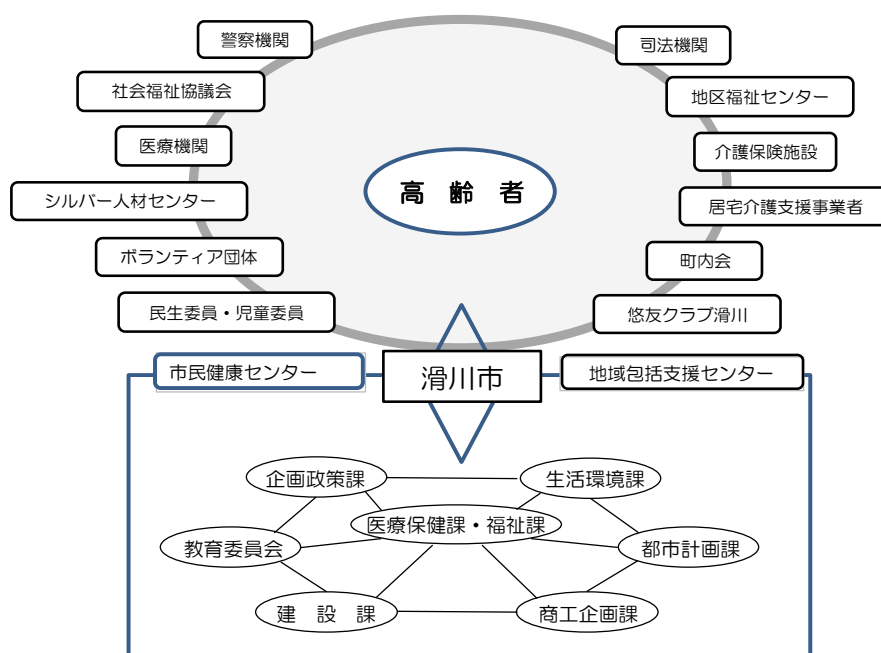 警察機関
司法機関
社会福祉協議会
地区福祉センター
医療機関
介護保険施設
高 齢 者
シルバー人材センター
居宅介護支援事業者
ボランティア団体
町内会
民生委員・児童委員
悠友クラブ滑川
市民健康センター
滑川市
地域包括支援センター
企画政策課
生活環境課
医療保健課・福祉課
教育委員会
都市計画課
建 設 課
商工企画課